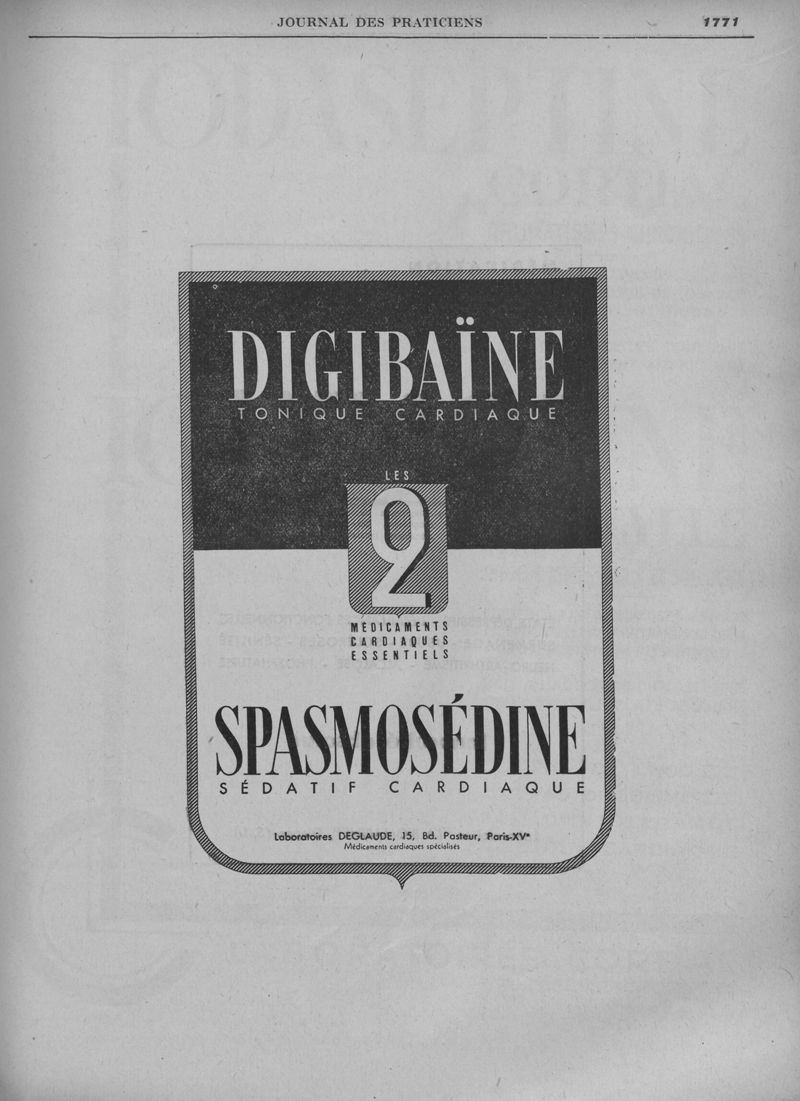 JOURNAL DES PRATICIENS 1771
DIGIBAÏNE
TONIQUE CARDIAQUE
LES
2
MÉDICAMENTS
CARDIAQUES
ESSENTIELS
SPASMOSÉDINE
SÉDATIF CARDIAQUE
Laboratoires DEGLAUDE, 15, Bd. Pasteur, Paris-XVᵉ
Médicaments cardiaques spécialisés